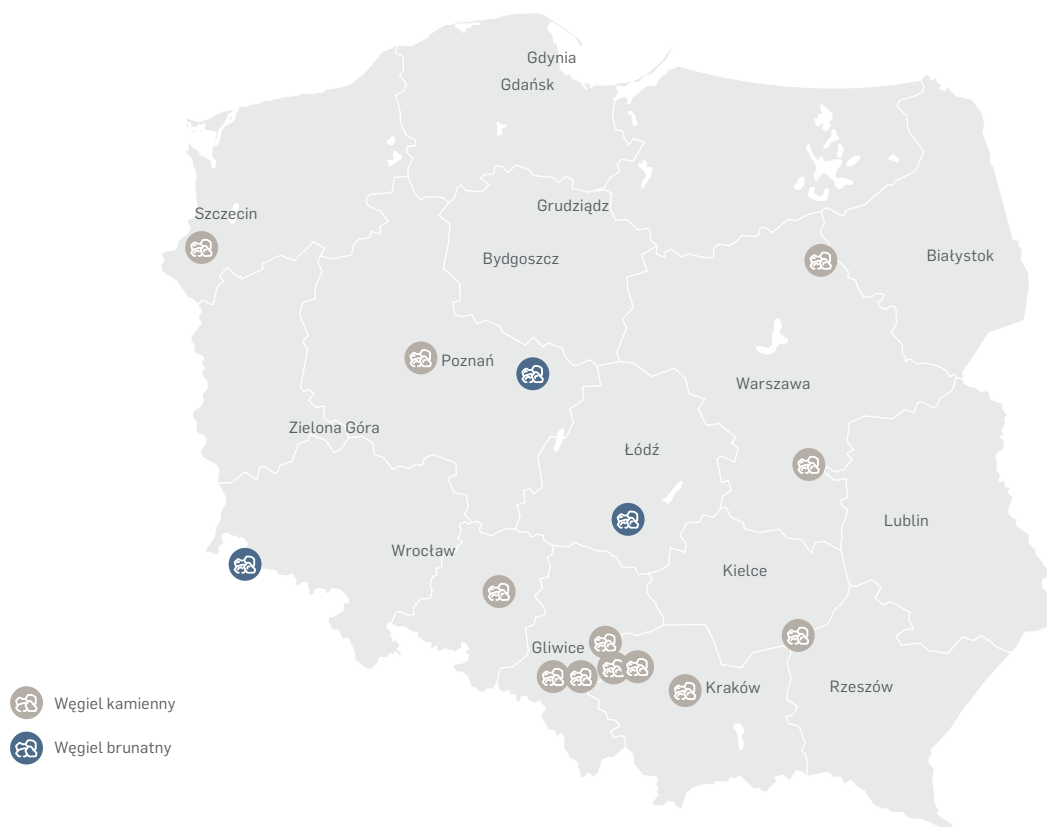 Gdynia
Gdańsk
Grudziądz
Szczecin
Bydgoszcz
Białystok
Poznań
Warszawa
Zielona Góra
Łódź
Lublin
Wrocław
Kielce
Gliwice
Kraków
Rzeszów
Węgiel kamienny
Węgiel brunatny